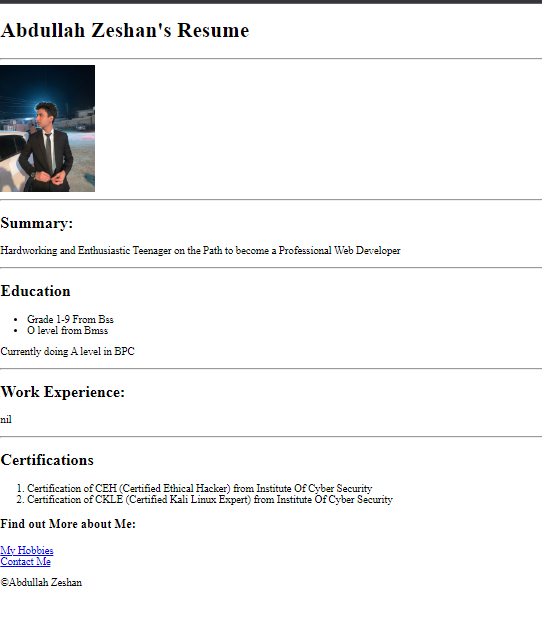 Abdullah Zeshan's Resume
Summary:
Hardworking and Enthusiastic Teenager on the Path to become a Professional Web Developer
Education
Grade 1-9 From Bss
O level from Bmss
Currently doing A level in BPC
Work Experience:
nil
Certifications
1. Certification of CEH (Certified Ethical Hacker) from Institute Of Cyber Security
2. Certification of CKLE (Certified Kali Linux Expert) from Institute Of Cyber Security
Find out More about Me:
My Hobbies
Contact Me
©Abdullah Zeshan